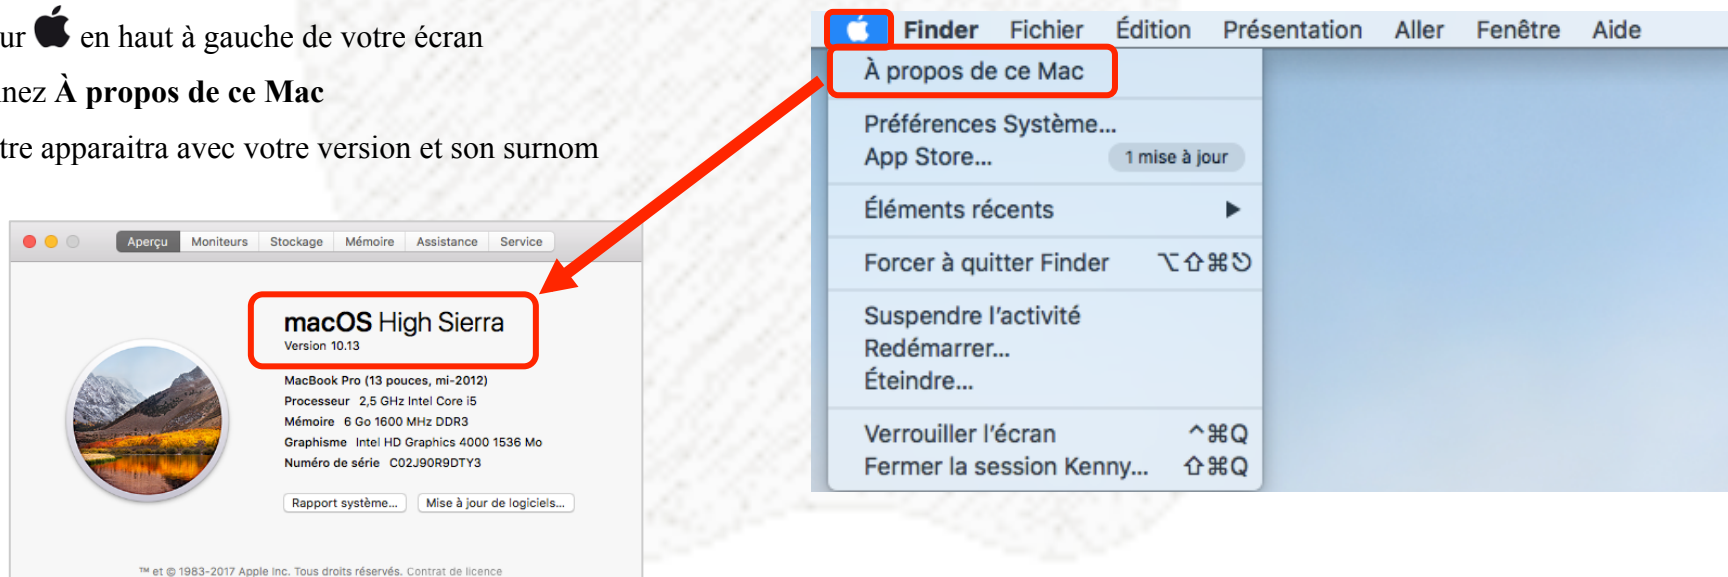 ur en haut à gauche de votre écran
nez À propos de ce Mac
tre apparaitra avec votre version et son surnom
Aperçu Moniteurs Stockage Mémoire Assistance Service
macOS High Sierra
Version 10.13
MacBook Pro (13 pouces, mi-2012)
Processeur 2,5 GHz Intel Core i5
Mémoire 6 Go 1600 MHz DDR3
Graphisme Intel HD Graphics 4000 1536 Mo
Numéro de série C02J90R9DTY3
Rapport système... Mise à jour de logiciels...
™ et © 1983-2017 Apple Inc. Tous droits réservés. Contrat de licence
Finder Fichier Édition Présentation Aller Fenêtre Aide
À propos de ce Mac
Préférences Système...
App Store... 1 mise à jour
Éléments récents ▶
Forcer à quitter Finder ⌥⇧⌘⎋
Suspendre l'activité
Redémarrer...
Éteindre...
Verrouiller l'écran ^⌘Q
Fermer la session Kenny... ⇧⌘Q